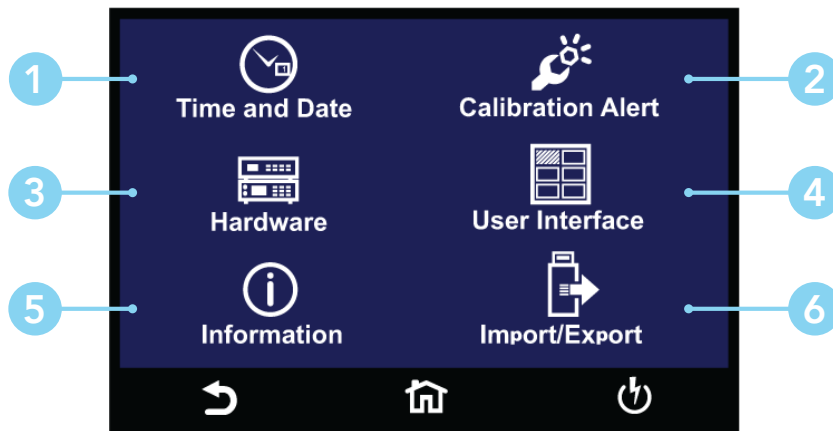 1
Time and Date
2
Calibration Alert
3
Hardware
4
User Interface
5
Information
6
Import/Export